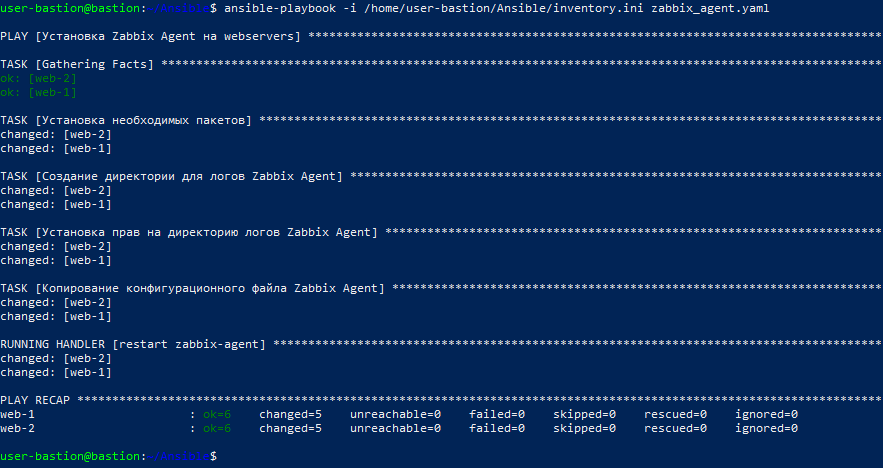 user-bastion@bastion:~/Ansible$ ansible-playbook -i /home/user-bastion/Ansible/inventory.ini zabbix_agent.yaml
PLAY [Установка Zabbix Agent на webservers] **********************************************************************************
TASK [Gathering Facts] *******************************************************************************************************
ok: [web-2]
ok: [web-1]
TASK [Установка необходимых пакетов] *****************************************************************************************
changed: [web-2]
changed: [web-1]
TASK [Создание директории для логов Zabbix Agent] ****************************************************************************
changed: [web-2]
changed: [web-1]
TASK [Установка прав на директорию логов Zabbix Agent] ***********************************************************************
changed: [web-2]
changed: [web-1]
TASK [Копирование конфигурационного файла Zabbix Agent] **********************************************************************
changed: [web-2]
changed: [web-1]
RUNNING HANDLER [restart zabbix-agent] ***************************************************************************************
changed: [web-2]
changed: [web-1]
PLAY RECAP *******************************************************************************************************************
web-1 : ok=6 changed=5 unreachable=0 failed=0 skipped=0 rescued=0 ignored=0
web-2 : ok=6 changed=5 unreachable=0 failed=0 skipped=0 rescued=0 ignored=0
user-bastion@bastion:~/Ansible$